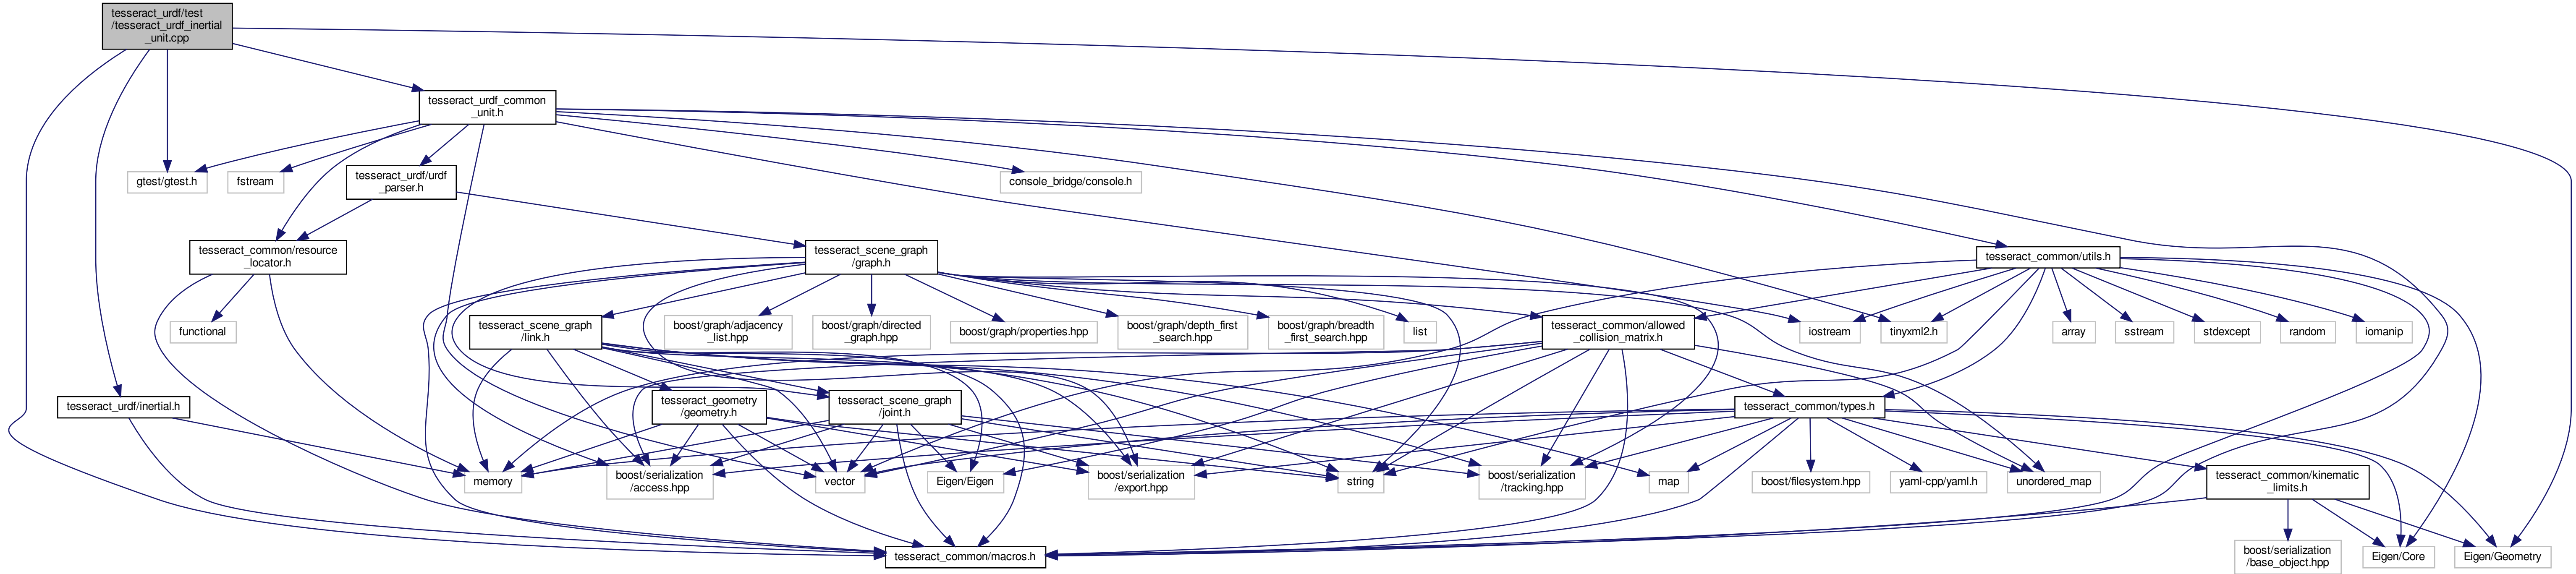 tesseract_urdf/test
/tesseract_urdf_inertial
_unit.cpp
tesseract_urdf_common
_unit.h
gtest/gtest.h
fstream
tesseract_urdf/urdf
_parser.h
console_bridge/console.h
tesseract_common/resource
_locator.h
tesseract_scene_graph
/graph.h
tesseract_common/utils.h
functional
tesseract_scene_graph
/link.h
boost/graph/adjacency
_list.hpp
boost/graph/directed
_graph.hpp
boost/graph/properties.hpp
boost/graph/depth_first
_search.hpp
boost/graph/breadth
_first_search.hpp
list
tesseract_common/allowed
_collision_matrix.h
iostream
tinyxml2.h
array
sstream
stdexcept
random
iomanip
tesseract_urdf/inertial.h
tesseract_geometry
/geometry.h
tesseract_scene_graph
/joint.h
tesseract_common/types.h
memory
boost/serialization
/access.hpp
vector
Eigen/Eigen
boost/serialization
/export.hpp
string
boost/serialization
/tracking.hpp
map
boost/filesystem.hpp
yaml-cpp/yaml.h
unordered_map
tesseract_common/kinematic
_limits.h
tesseract_common/macros.h
boost/serialization
/base_object.hpp
Eigen/Core
Eigen/Geometry